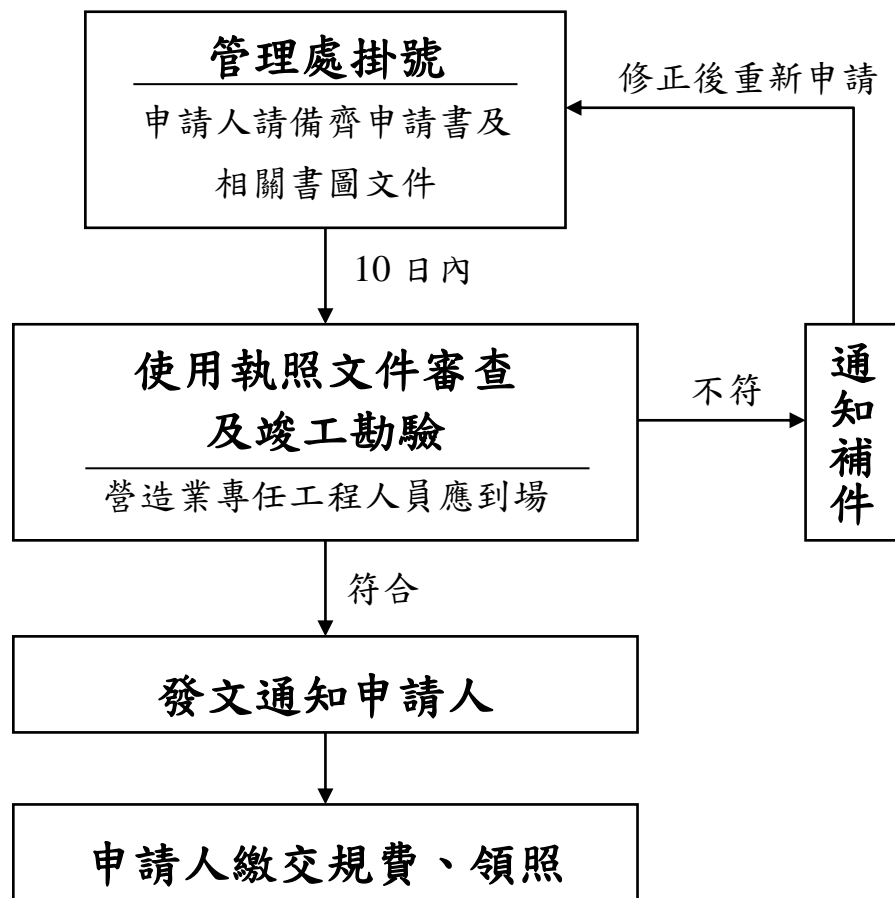 管理處掛號
申請人請備齊申請書及
相關書圖文件
修正後重新申請
10 日內
使用執照文件審查
及竣工勘驗
營造業專任工程人員應到場
不符
通知補件
符合
發文通知申請人
申請人繳交規費、領照